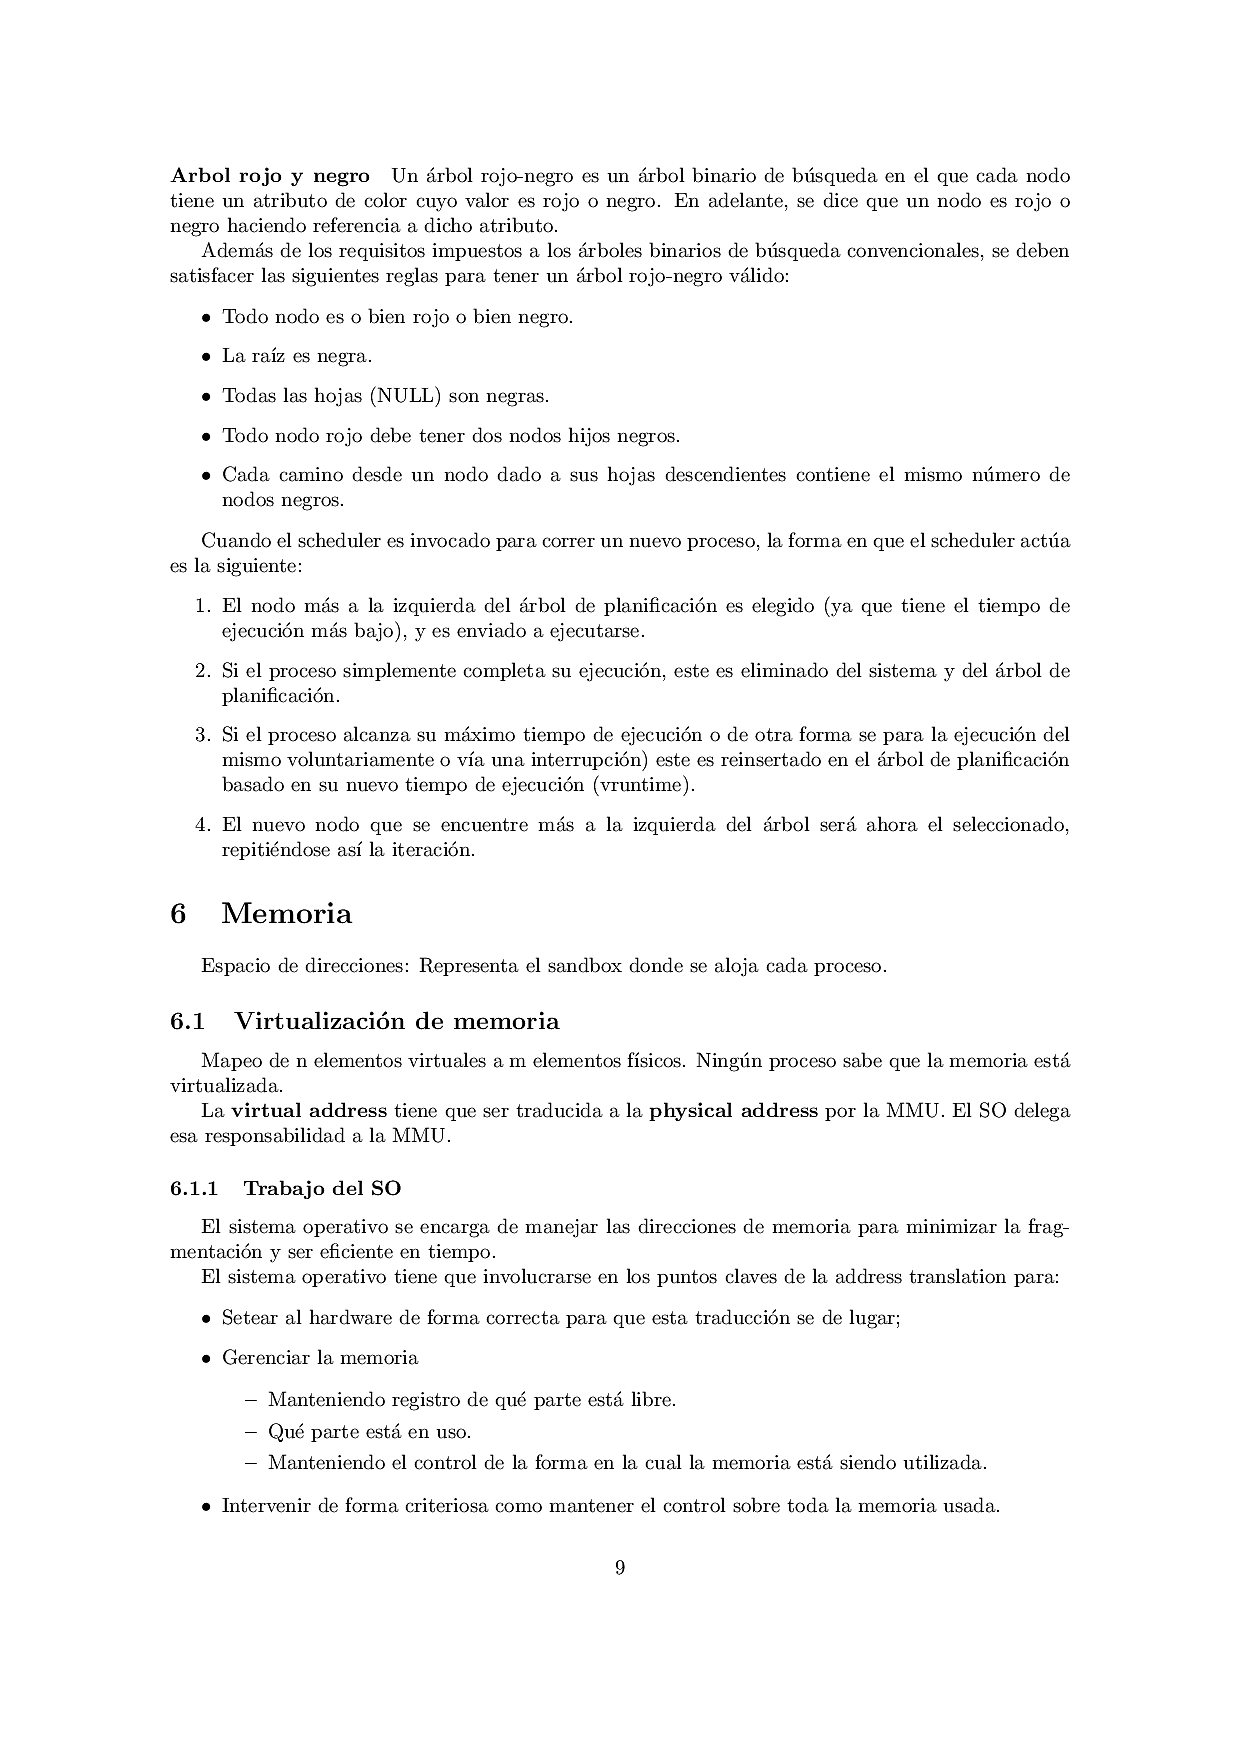 Arbol rojo y negro Un árbol rojo-negro es un árbol binario de búsqueda en el que cada nodo
tiene un atributo de color cuyo valor es rojo o negro. En adelante, se dice que un nodo es rojo o
negro haciendo referencia a dicho atributo.
Además de los requisitos impuestos a los árboles binarios de búsqueda convencionales, se deben
satisfacer las siguientes reglas para tener un árbol rojo-negro válido:
• Todo nodo es o bien rojo o bien negro.
• La raíz es negra.
• Todas las hojas (NULL) son negras.
• Todo nodo rojo debe tener dos nodos hijos negros.
• Cada camino desde un nodo dado a sus hojas descendientes contiene el mismo número de
nodos negros.
Cuando el scheduler es invocado para correr un nuevo proceso, la forma en que el scheduler actúa
es la siguiente:
1. El nodo más a la izquierda del árbol de planificación es elegido (ya que tiene el tiempo de
ejecución más bajo), y es enviado a ejecutarse.
2. Si el proceso simplemente completa su ejecución, este es eliminado del sistema y del árbol de
planificación.
3. Si el proceso alcanza su máximo tiempo de ejecución o de otra forma se para la ejecución del
mismo voluntariamente o vía una interrupción) este es reinsertado en el árbol de planificación
basado en su nuevo tiempo de ejecución (vruntime).
4. El nuevo nodo que se encuentre más a la izquierda del árbol será ahora el seleccionado,
repitiéndose así la iteración.
6 Memoria
Espacio de direcciones: Representa el sandbox donde se aloja cada proceso.
6.1 Virtualización de memoria
Mapeo de n elementos virtuales a m elementos físicos. Ningún proceso sabe que la memoria está
virtualizada.
La virtual address tiene que ser traducida a la physical address por la MMU. El SO delega
esa responsabilidad a la MMU.
6.1.1 Trabajo del SO
El sistema operativo se encarga de manejar las direcciones de memoria para minimizar la frag-
mentación y ser eficiente en tiempo.
El sistema operativo tiene que involucrarse en los puntos claves de la address translation para:
• Setear al hardware de forma correcta para que esta traducción se de lugar;
• Gerenciar la memoria
– Manteniendo registro de qué parte está libre.
– Qué parte está en uso.
– Manteniendo el control de la forma en la cual la memoria está siendo utilizada.
• Intervenir de forma criteriosa como mantener el control sobre toda la memoria usada.
9